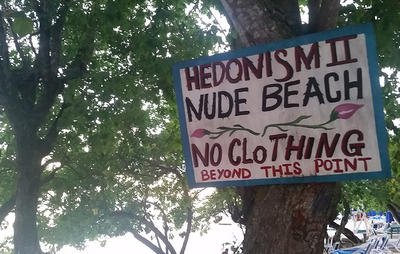 HEDONISM II
NUDE BEACH
NO CLOTHING
BEYOND THIS POINT